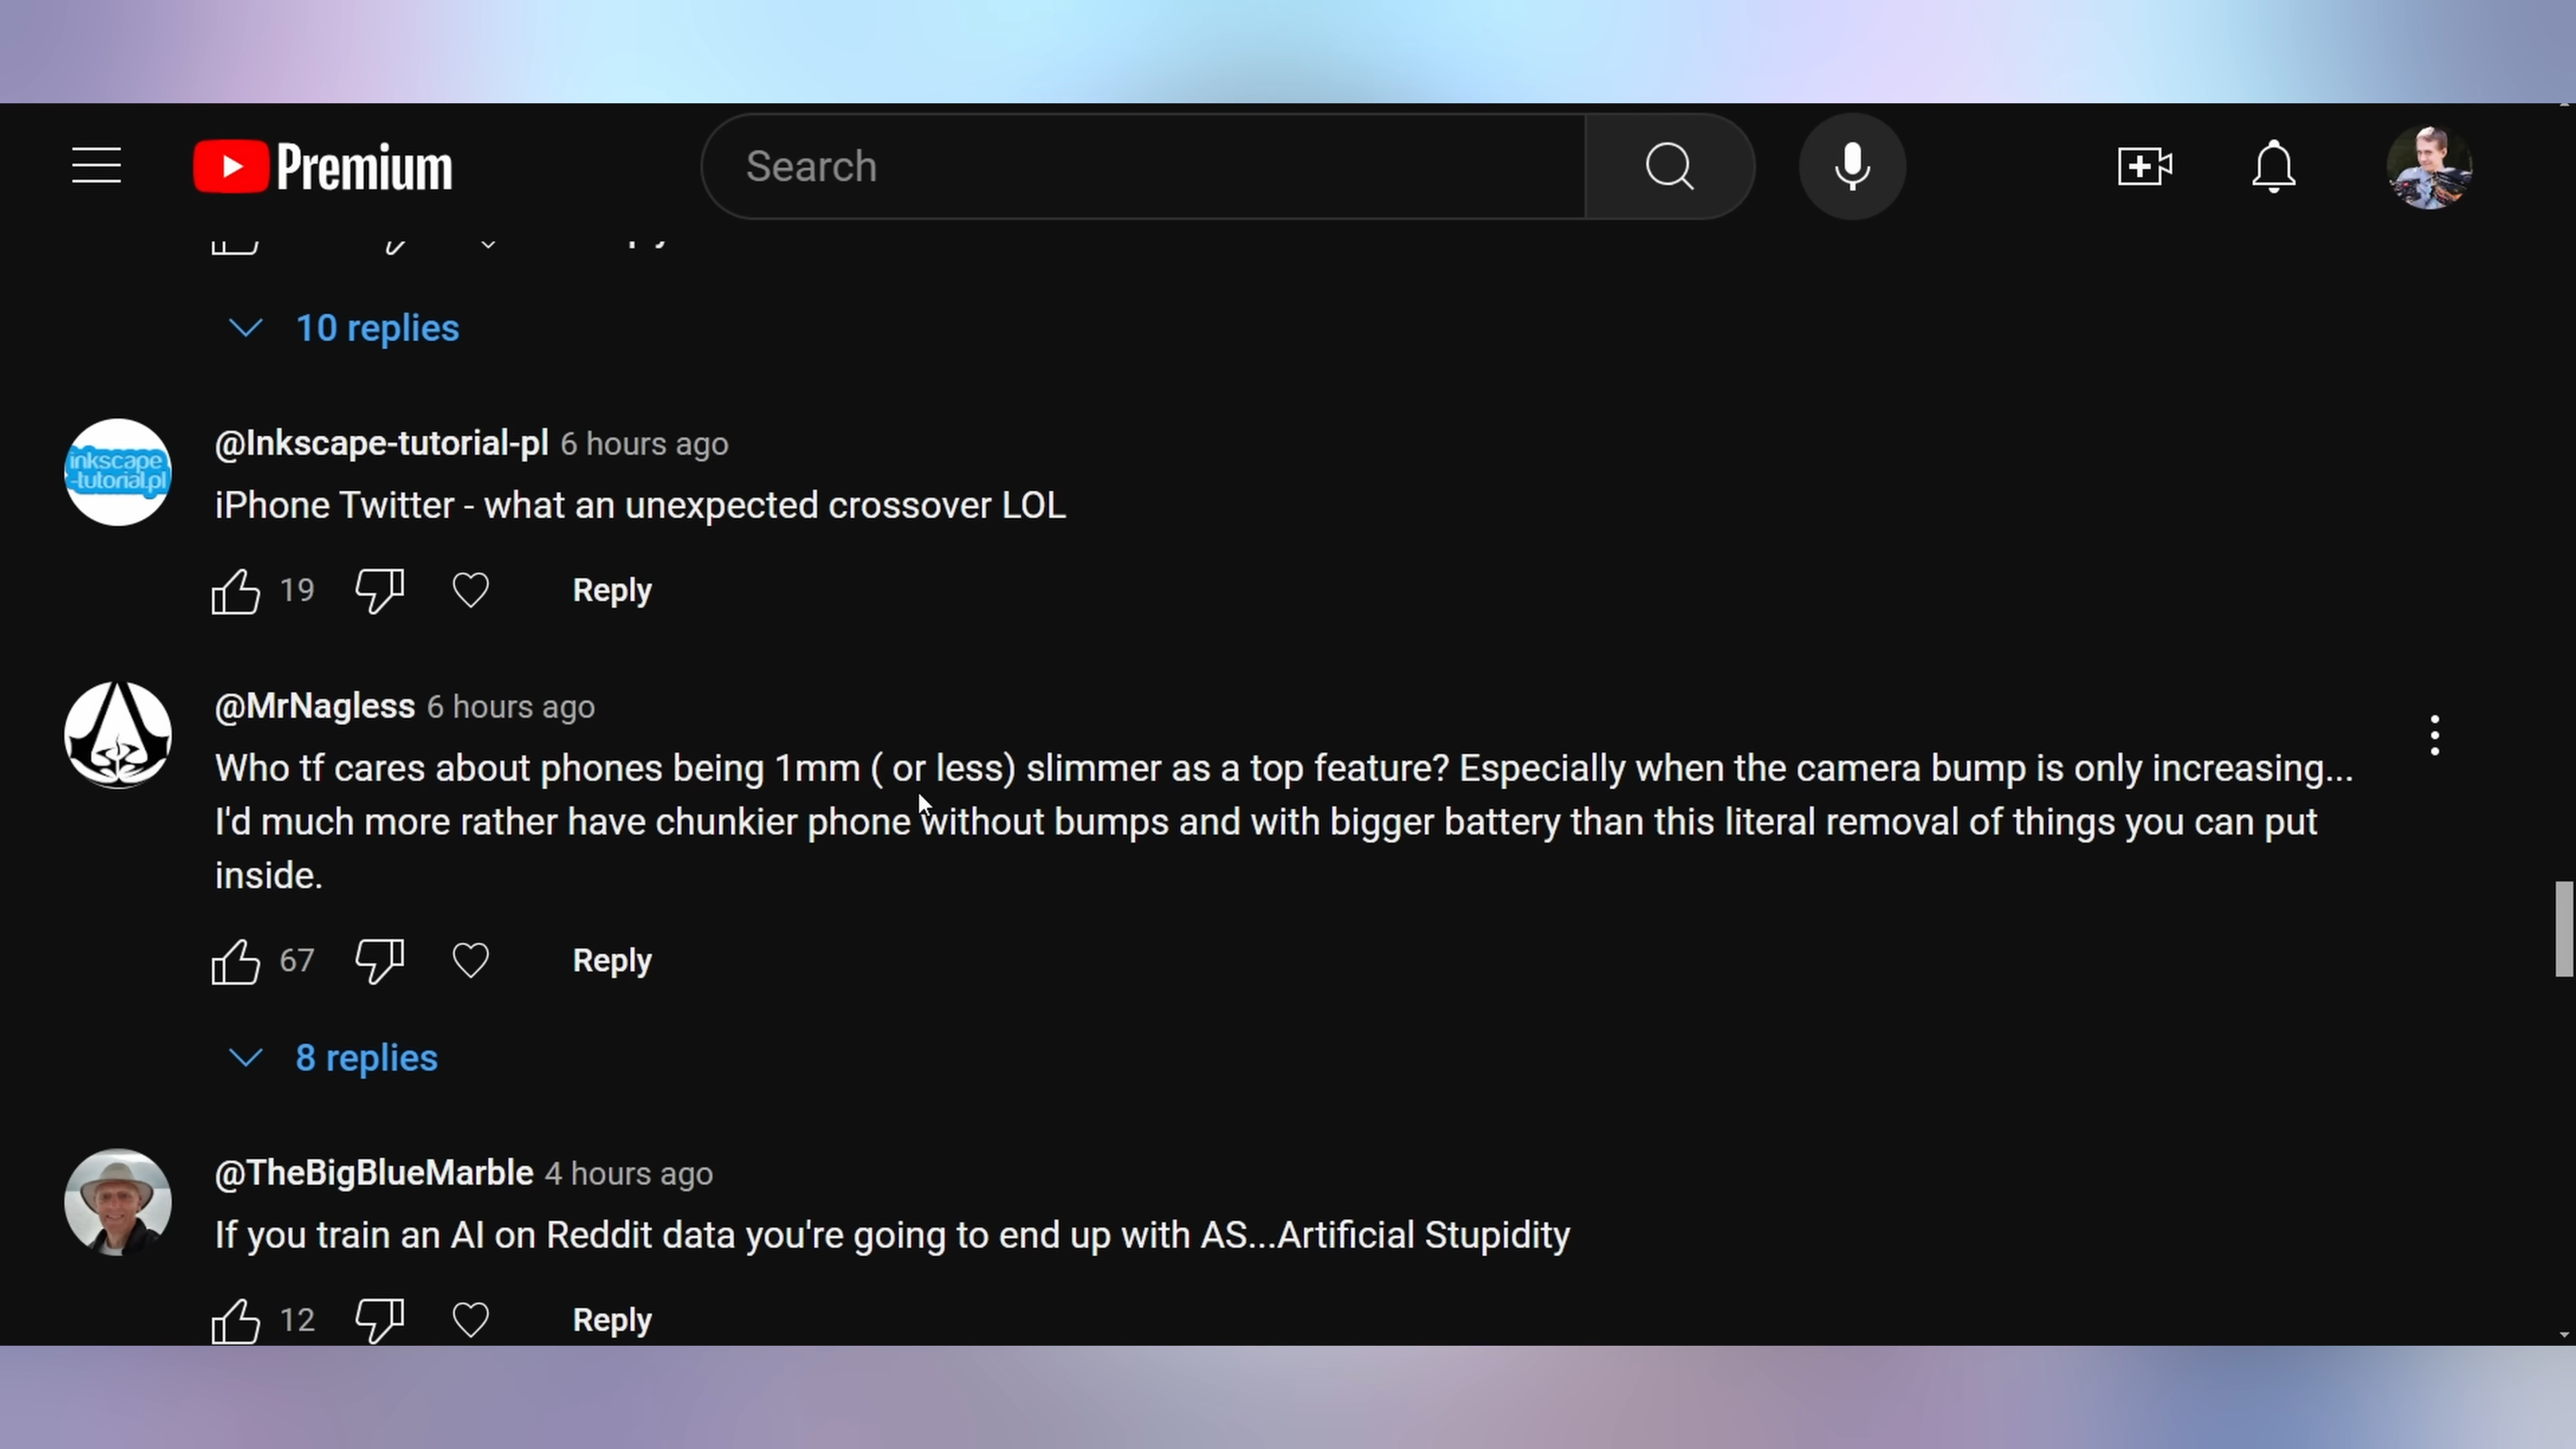 Premium
Search
10 replies
inkscape
-tutorial.pl
@Inkscape-tutorial-pl 6 hours ago
iPhone Twitter - what an unexpected crossover LOL
19 Reply
@MrNagless 6 hours ago
Who tf cares about phones being 1mm ( or less) slimmer as a top feature? Especially when the camera bump is only increasing...
I'd much more rather have chunkier phone without bumps and with bigger battery than this literal removal of things you can put
inside.
67 Reply
8 replies
@TheBigBlueMarble 4 hours ago
If you train an AI on Reddit data you're going to end up with AS...Artificial Stupidity
12 Reply